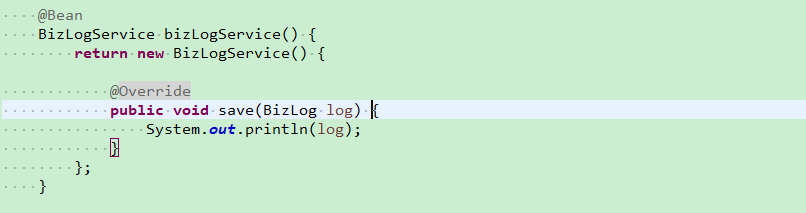 @Bean
BizLogService bizLogService() {
return new BizLogService() {
@Override
public void save(BizLog log) {
System.out.println(log);
}
};
}